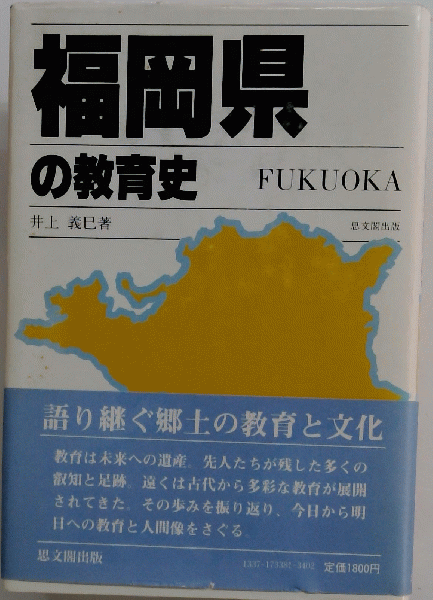 福岡県
の教育史
FUKUOKA
井上 義巳著
思文閣出版
語り継ぐ郷土の教育と文化
教育は未来への遺産。先人たちが残した多くの
叡知と足跡。遠くは古代から多彩な教育が展開
されてきた。その歩みを振り返り、今日から明
日への教育と人間像をさぐる。
思文閣出版
定価1800円